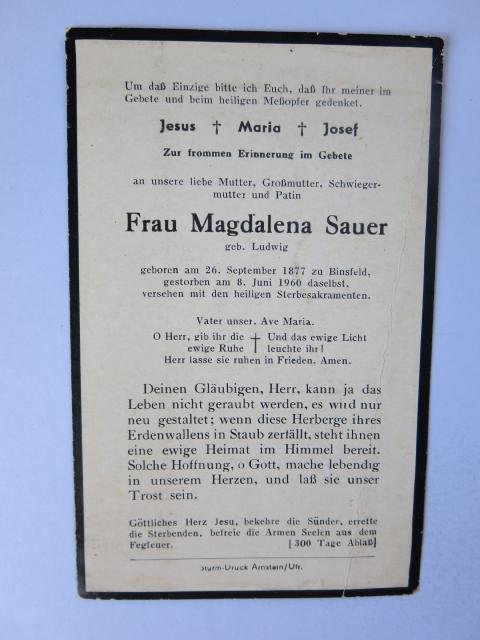 Um daß Einzige bitte ich Euch, daß Ihr meiner im
Gebete und beim heiligen Meßopfer gedenket.
Jesus † Maria † Josef
Zur frommen Erinnerung im Gebete
an unsere liebe Mutter, Großmutter, Schwieger-
mutter und Patin
Frau Magdalena Sauer
geb. Ludwig
geboren am 26. September 1877 zu Binsfeld,
gestorben am 8. Juni 1960 daselbst,
versehen mit den heiligen Sterbesakramenten.
Vater unser. Ave Maria.
O Herr, gib ihr die † Und das ewige Licht
ewige Ruhe † leuchte ihr!
Herr lasse sie ruhen in Frieden. Amen.
Deinen Gläubigen, Herr, kann ja das
Leben nicht geraubt werden, es wird nur
neu gestaltet; wenn diese Herberge ihres
Erdenwallens in Staub zerfällt, steht ihnen
eine ewige Heimat im Himmel bereit.
Solche Hoffnung, o Gott, mache lebendig
in unserem Herzen, und laß sie unser
Trost sein.
Göttliches Herz Jesu, bekehre die Sünder, errette
die Sterbenden, befreie die Armen Seelen aus dem
Fegfeuer. [300 Tage Ablaß]
Sturm-Druck Arnstein/Ufr.